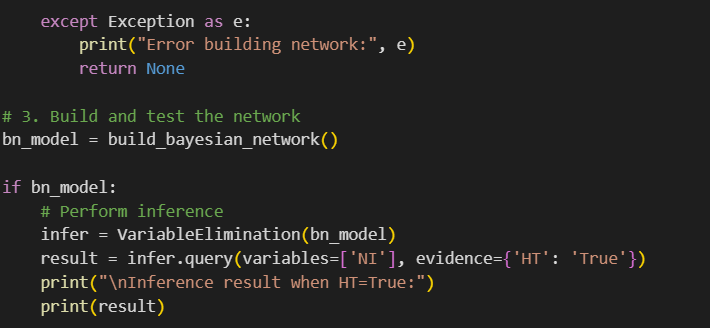 except Exception as e:
        print("Error building network:", e)
        return None

# 3. Build and test the network
bn_model = build_bayesian_network()

if bn_model:
    # Perform inference
    infer = VariableElimination(bn_model)
    result = infer.query(variables=['NI'], evidence={'HT': 'True'})
    print("\nInference result when HT=True:")
    print(result)